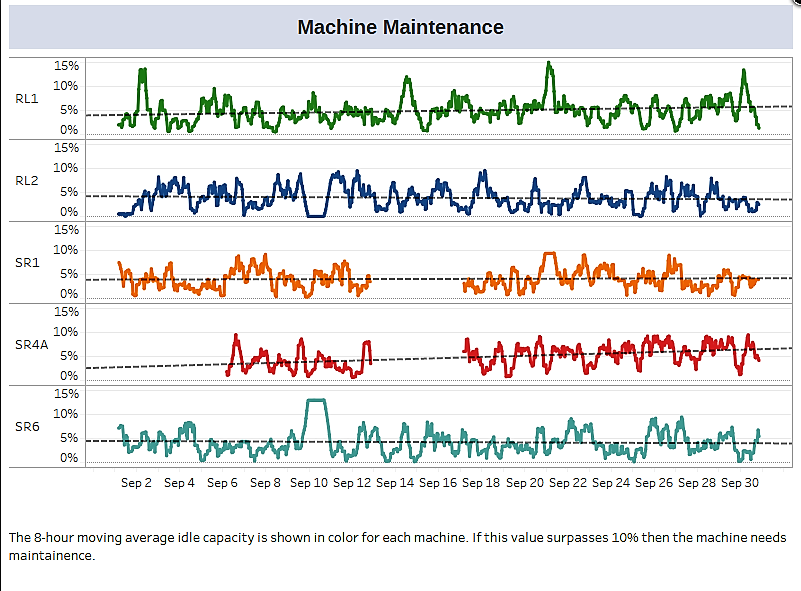 Machine Maintenance
RL1
15%
10%
5%
0%
RL2
15%
10%
5%
0%
SR1
15%
10%
5%
0%
SR4A
15%
10%
5%
0%
SR6
15%
10%
5%
0%
Sep 2 Sep 4 Sep 6 Sep 8 Sep 10 Sep 12 Sep 14 Sep 16 Sep 18 Sep 20 Sep 22 Sep 24 Sep 26 Sep 28 Sep 30
The 8-hour moving average idle capacity is shown in color for each machine. If this value surpasses 10% then the machine needs
maintainence.